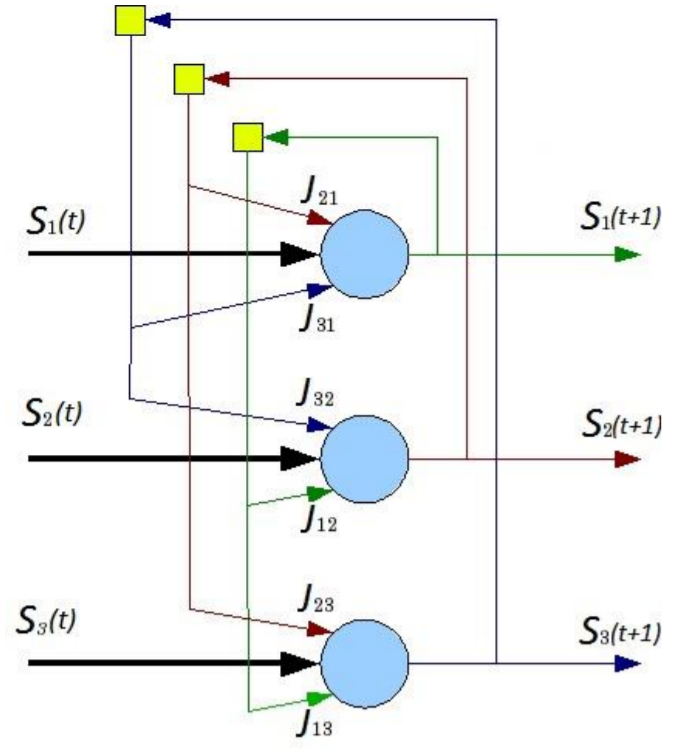 J21
S1(t)
S1(t+1)
J31
J32
S2(t)
S2(t+1)
J12
J23
S3(t)
S3(t+1)
J13